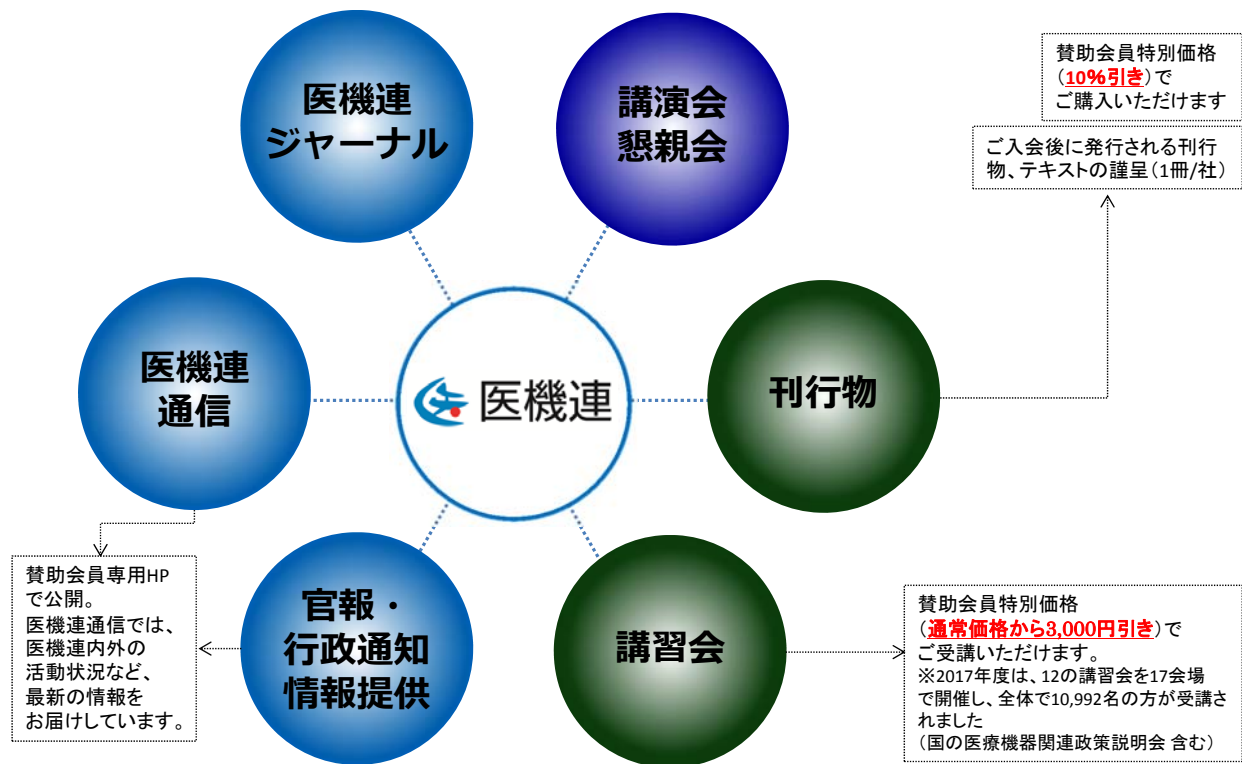 医機連
ジャーナル
講演会
懇親会
賛助会員特別価格
（10%引き）で
ご購入いただけます
ご入会後に発行される刊行
物、テキストの謹呈（1冊/社）
医機連
通信
医機連
刊行物
賛助会員専用HP
で公開。
医機連通信では、
医機連内外の
活動状況など、
最新の情報を
お届けしています。
官報・
行政通知
情報提供
講習会
賛助会員特別価格
（通常価格から3,000円引き）で
ご受講いただけます。
※2017年度は、12の講習会を17会場
で開催し、全体で10,992名の方が受講さ
れました
（国の医療機器関連政策説明会 含む）